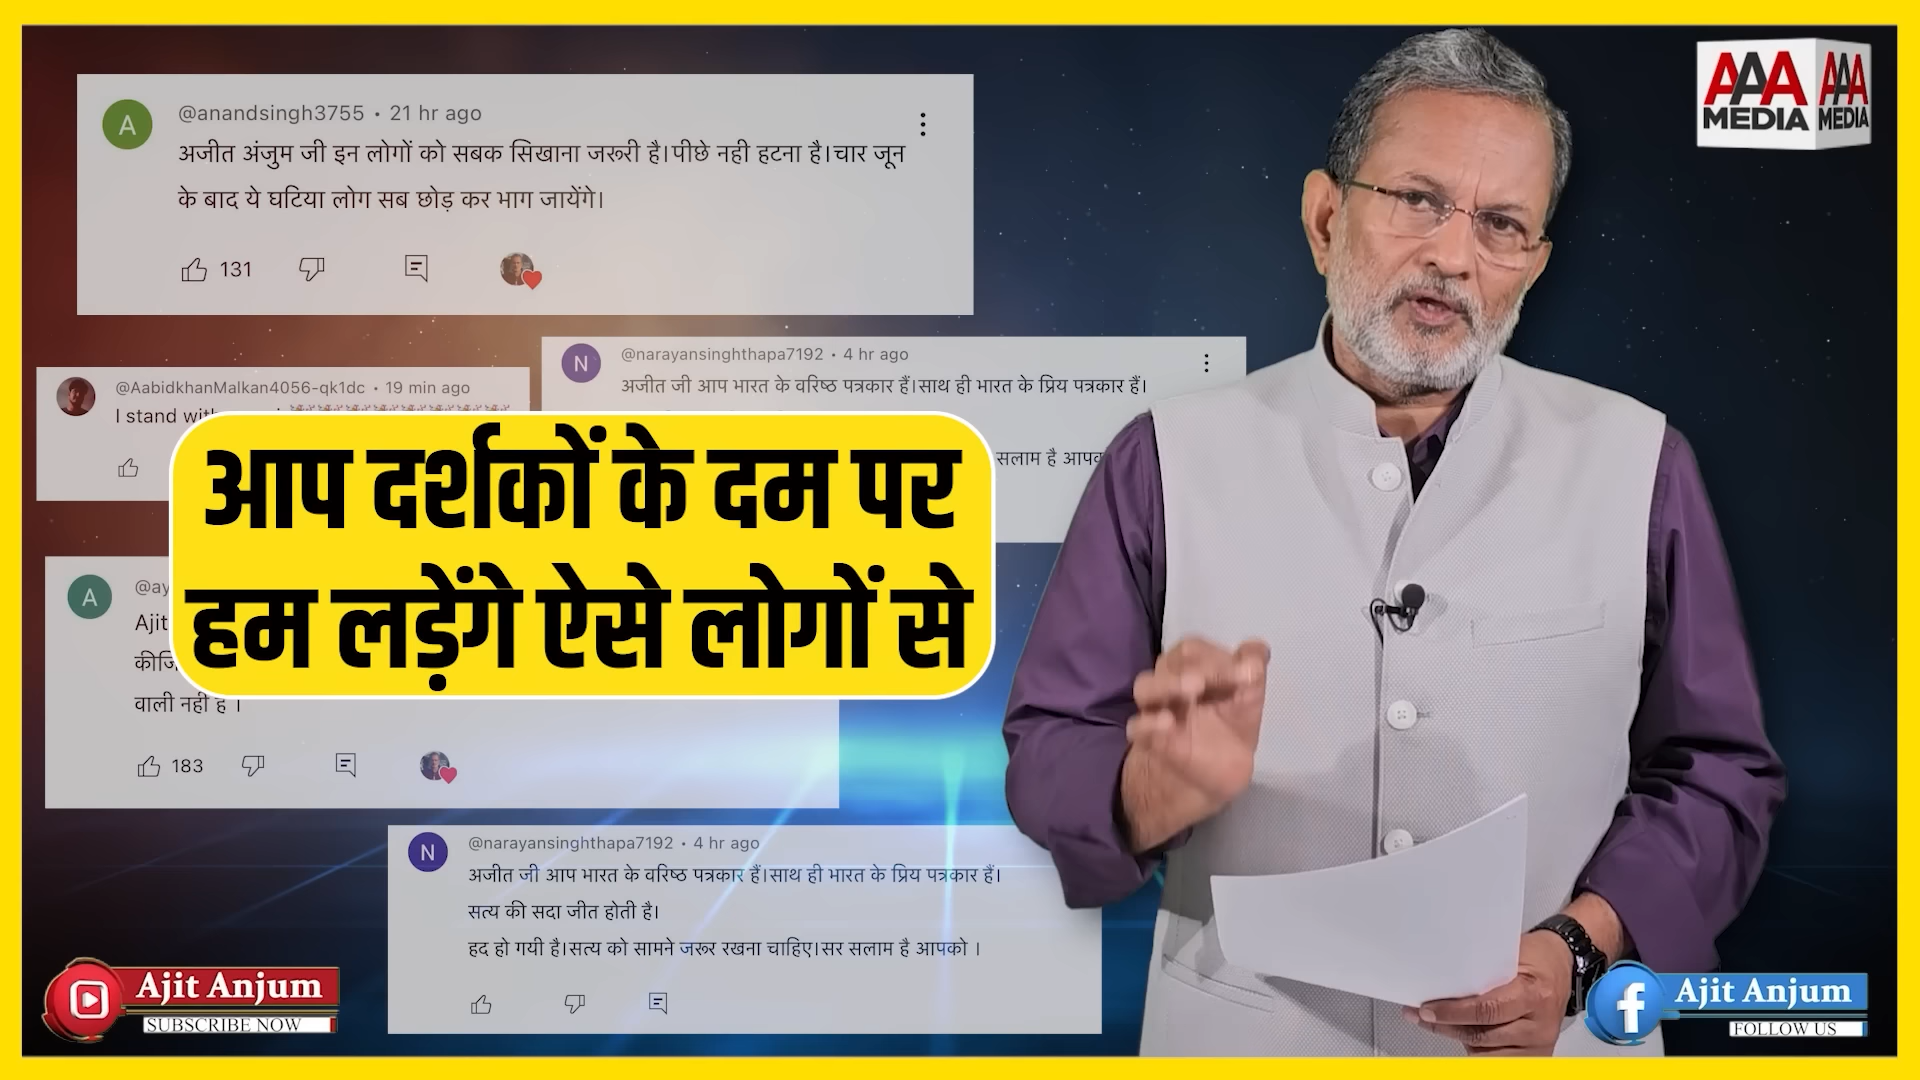 AAA AAA
MEDIA MEDIA
A
@anandsingh3755 • 21 hr ago
अजीत अंजुम जी इन लोगों को सबक सिखाना जरूरी है।पीछे नही हटना है।चार जून
के बाद ये घटिया लोग सब छोड़ कर भाग जायेंगे।
131
@AabidkhanMalkan4056-qk1dc • 19 min ago
I stand with
N
@narayansinghthapa7192 • 4 hr ago
अजीत जी आप भारत के वरिष्ठ पत्रकार हैं।साथ ही भारत के प्रिय पत्रकार हैं।
सलाम है
आप दर्शकों के दम पर
हम लड़ेंगे ऐसे लोगों से
A
Ajit
वाली नही है ।
183
N
@narayansinghthapa7192 • 4 hr ago
अजीत जी आप भारत के वरिष्ठ पत्रकार हैं।साथ ही भारत के प्रिय पत्रकार हैं।
सत्य की सदा जीत होती है।
हद हो गयी है।सत्य को सामने जरूर रखना चाहिए।सर सलाम है आपको ।
Ajit Anjum
SUBSCRIBE NOW
Ajit Anjum
FOLLOW US